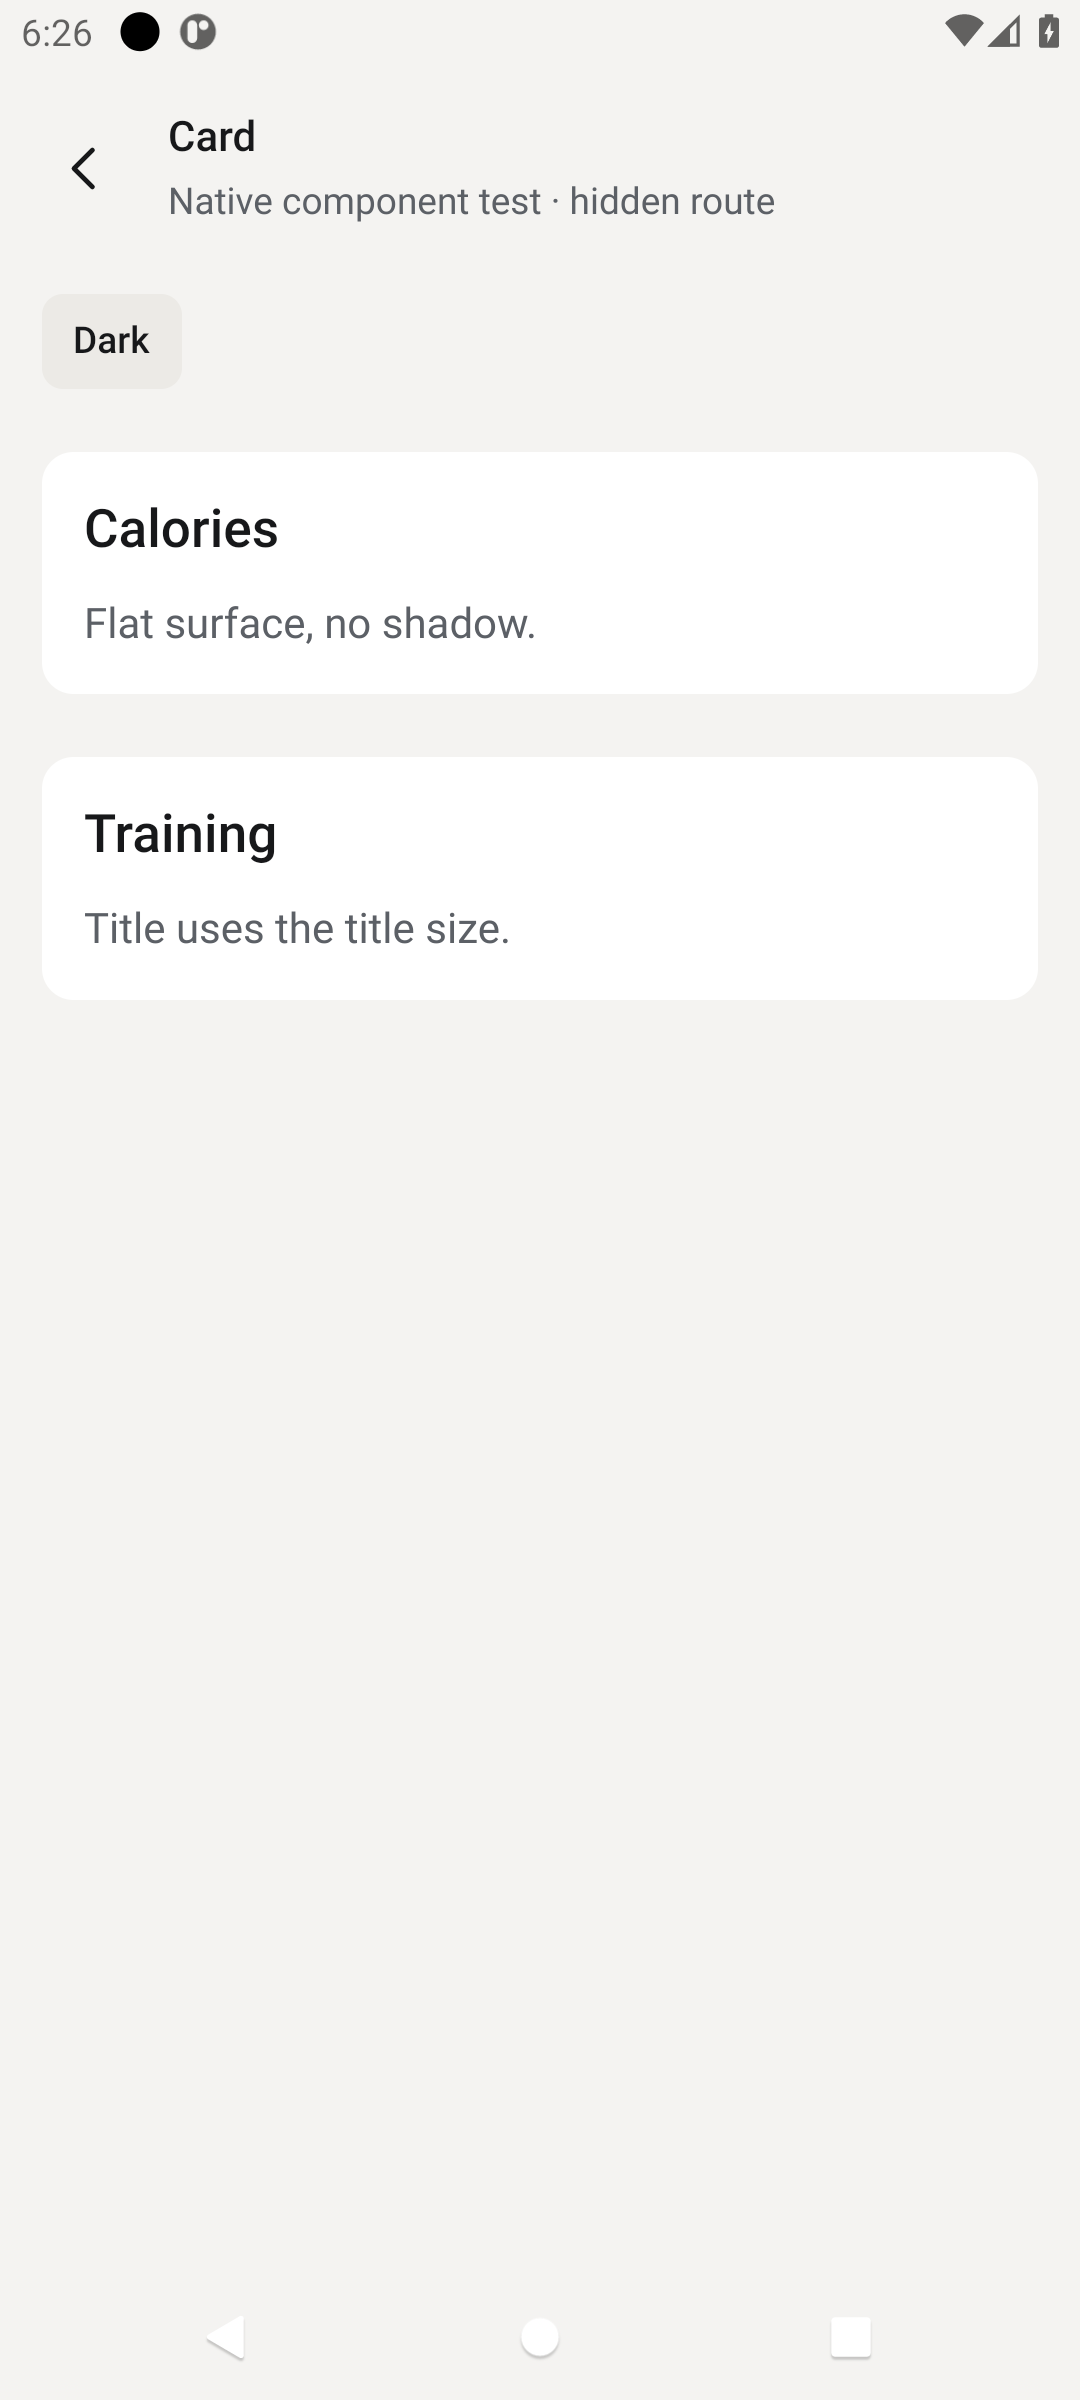 6:26
Card
Native component test · hidden route
Dark
Calories
Flat surface, no shadow.
Training
Title uses the title size.